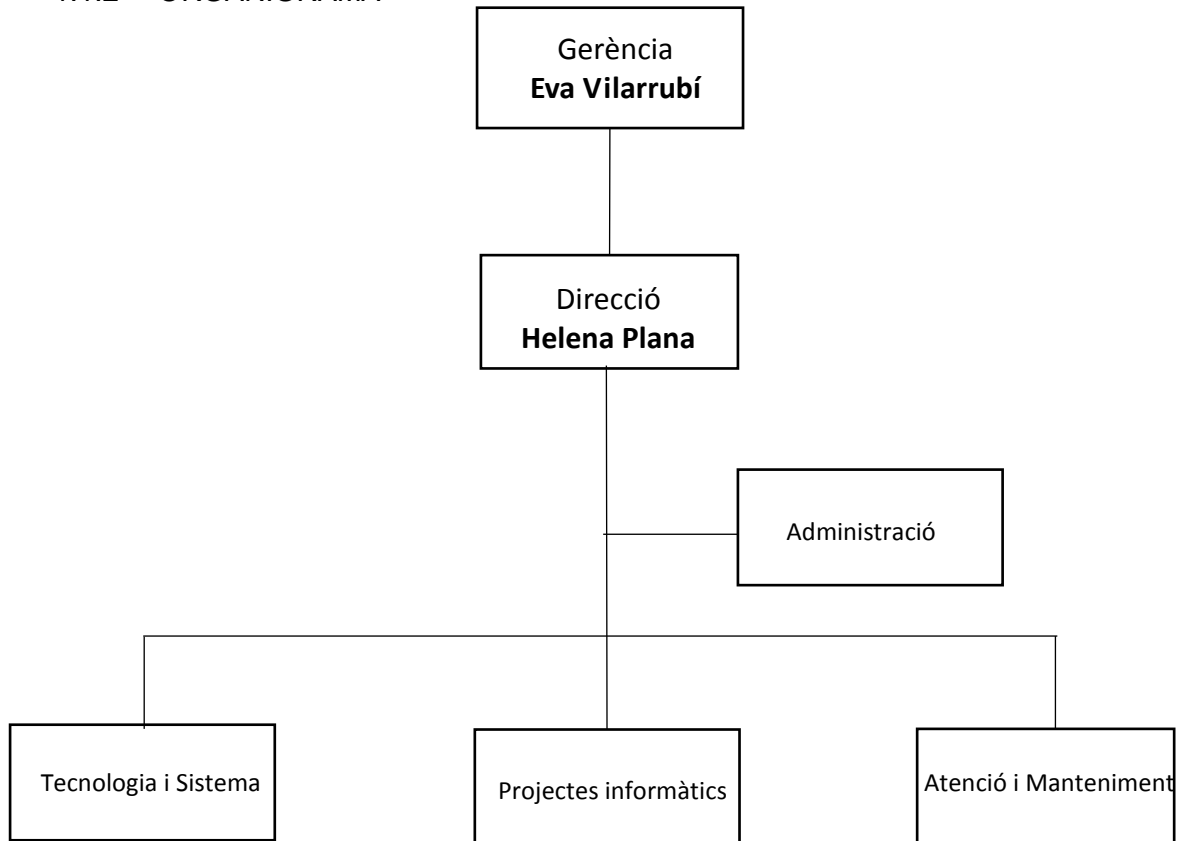 Gerència
Eva Vilarrubí
Direcció
Helena Plana
Administració
Tecnologia i Sistema
Projectes informàtics
Atenció i Manteniment